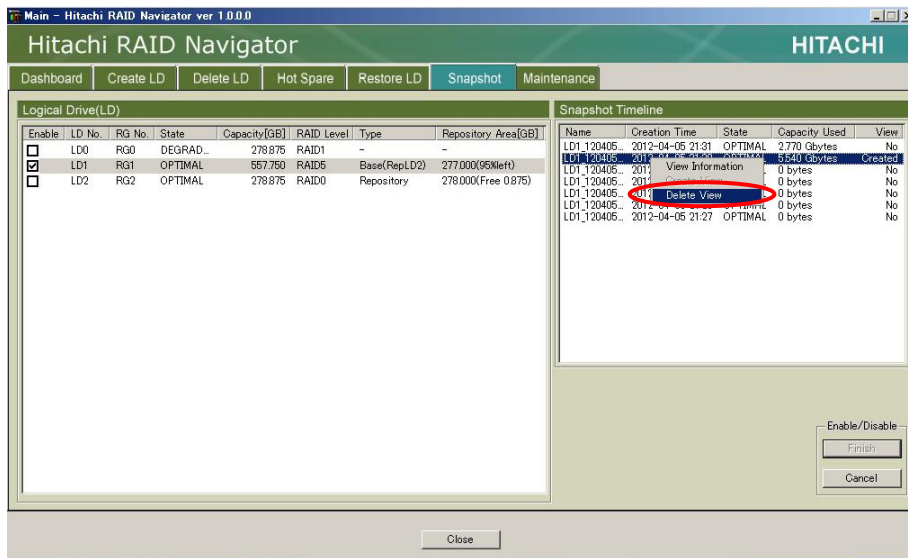 Main - Hitachi RAID Navigator ver 1.0.0.0
Hitachi RAID Navigator
HITACHI
Dashboard Create LD Delete LD Hot Spare Restore LD Snapshot Maintenance
Logical Drive(LD)
Enable LD No. RG No. State Capacity[GB] RAID Level Type Repository Area[GB]
LD0 RG0 DEGRAD... 278.875 RAID1 - -
LD1 RG1 OPTIMAL 557.750 RAID5 Base(RepLD2) 277.000(95%left)
LD2 RG2 OPTIMAL 278.875 RAID0 Repository 278.000(Free 0.875)
Snapshot Timeline
Name Creation Time State Capacity Used View
LD1_120405... 2012-04-05 21:31 OPTIMAL 2.770 Gbytes No
LD1_120405... 5.540 Gbytes Created
LD1_120405... 0 bytes No
LD1_120405... 0 bytes No
LD1_120405... 0 bytes No
LD1_120405... 0 bytes No
LD1_120405... 2012-04-05 21:27 OPTIMAL 0 bytes No
View Information
Create View
Delete View
Enable/Disable
Finish
Cancel
Close